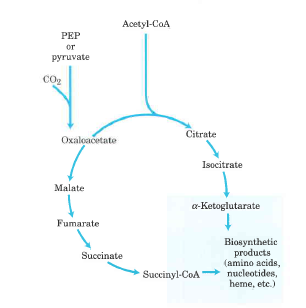 Acetyl-CoA
PEP
or
pyruvate
CO₂
Oxaloacetate
Citrate
Isocitrate
Malate
α-Ketoglutarate
Fumarate
Biosynthetic
products
(amino acids,
nucleotides,
heme, etc.)
Succinate
Succinyl-CoA